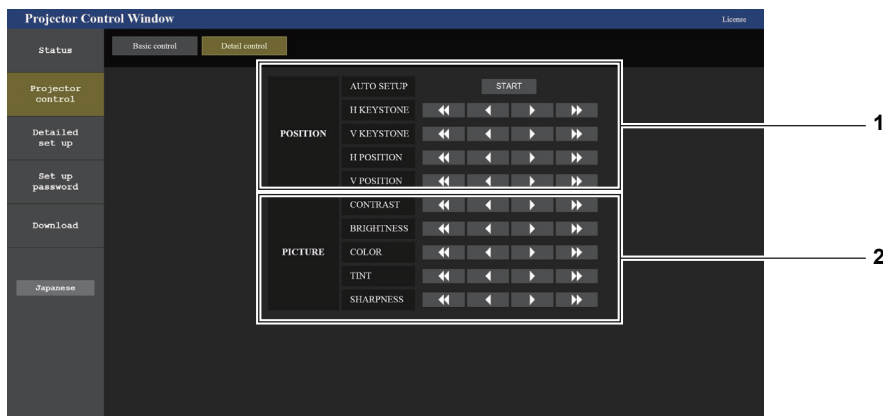 Projector Control Window
License
Status
Basic control
Detail control
Projector
control
Detailed
set up
Set up
password
Download
Japanese
POSITION
AUTO SETUP
START
H KEYSTONE
V KEYSTONE
H POSITION
V POSITION
1
PICTURE
CONTRAST
BRIGHTNESS
COLOR
TINT
SHARPNESS
2